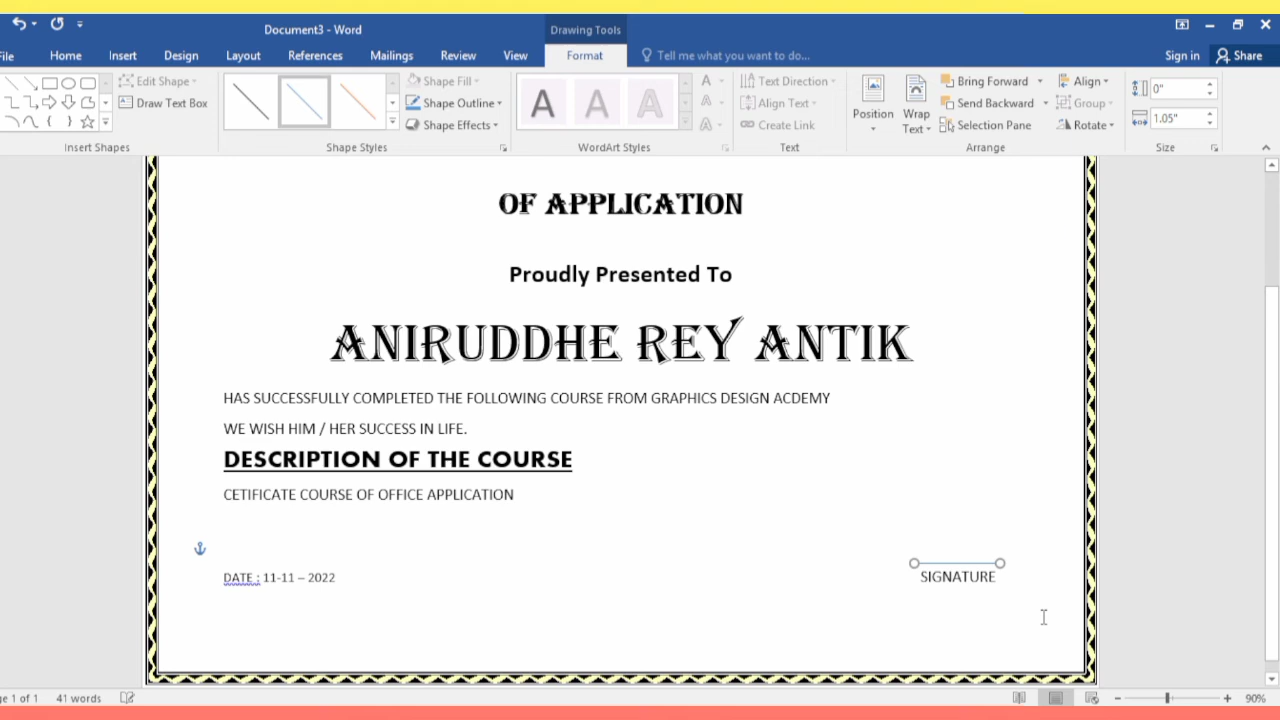 Document3 - Word
Drawing Tools
File Home Insert Design Layout References Mailings Review View Format Tell me what you want to do... Sign in Share
Edit Shape
Draw Text Box
Insert Shapes
Shape Fill
Shape Outline
Shape Effects
Shape Styles
A A A
WordArt Styles
Text Direction
Align Text
Create Link
Text
Position
Wrap Text
Bring Forward
Send Backward
Selection Pane
Align
Group
Rotate
Arrange
0"
1.05"
Size
OF APPLICATION
Proudly Presented To
ANIRUDDHE REY ANTIK
HAS SUCCESSFULLY COMPLETED THE FOLLOWING COURSE FROM GRAPHICS DESIGN ACDEMY
WE WISH HIM / HER SUCCESS IN LIFE.
DESCRIPTION OF THE COURSE
CETIFICATE COURSE OF OFFICE APPLICATION
DATE : 11-11 – 2022
SIGNATURE
ge 1 of 1 41 words 90%